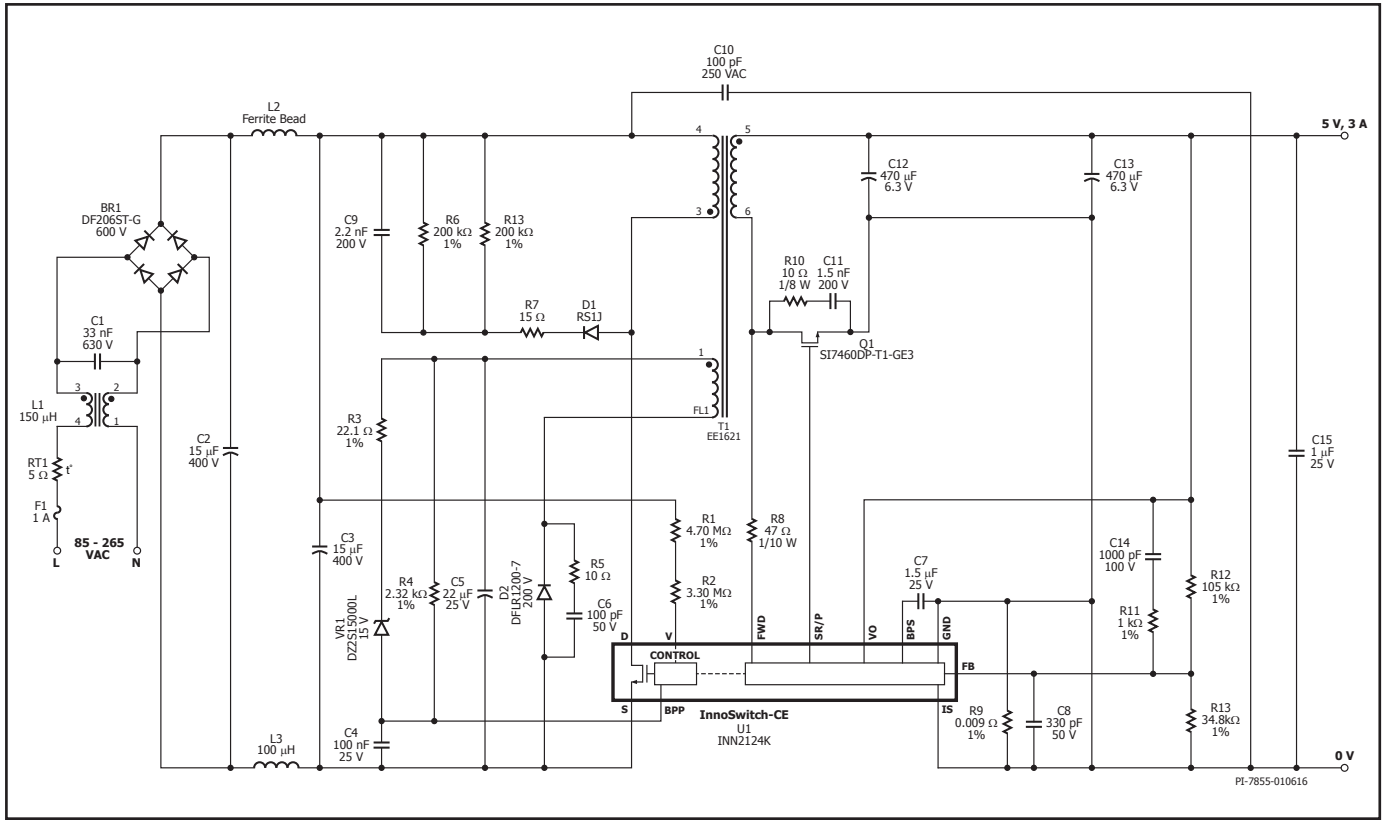 C10
100 pF
250 VAC
L2
Ferrite Bead
5 V, 3 A
4
5
3
6
BR1
DF206ST-G
600 V
C9
2.2 nF
200 V
R6
200 kΩ
1%
R13
200 kΩ
1%
C12
470 µF
6.3 V
C13
470 µF
6.3 V
R10
10 Ω
1/8 W
C11
1.5 nF
200 V
R7
15 Ω
D1
RS1J
Q1
SI7460DP-T1-GE3
C1
33 nF
630 V
1
FL1
T1
EE1621
3
2
4
1
L1
150 µH
R3
22.1 Ω
1%
C2
15 µF
400 V
C15
1 µF
25 V
RT1
5 Ω
t°
F1
1 A
85 - 265
VAC
L
N
C3
15 µF
400 V
R1
4.70 MΩ
1%
R2
3.30 MΩ
1%
R8
47 Ω
1/10 W
C14
1000 pF
100 V
R12
105 kΩ
1%
R11
1 kΩ
1%
C7
1.5 µF
25 V
R4
2.32 kΩ
1%
C5
22 µF
25 V
D2
DFLR1200-7
200 V
R5
10 Ω
C6
100 pF
50 V
VR1
DZ2S15000L
15 V
D
V
FWD
SR/P
VO
BPS
GND
CONTROL
FB
S
BPP
InnoSwitch-CE
U1
INN2124K
IS
R9
0.009 Ω
1%
C8
330 pF
50 V
R13
34.8kΩ
1%
C4
100 nF
25 V
L3
100 µH
0 V
PI-7855-010616